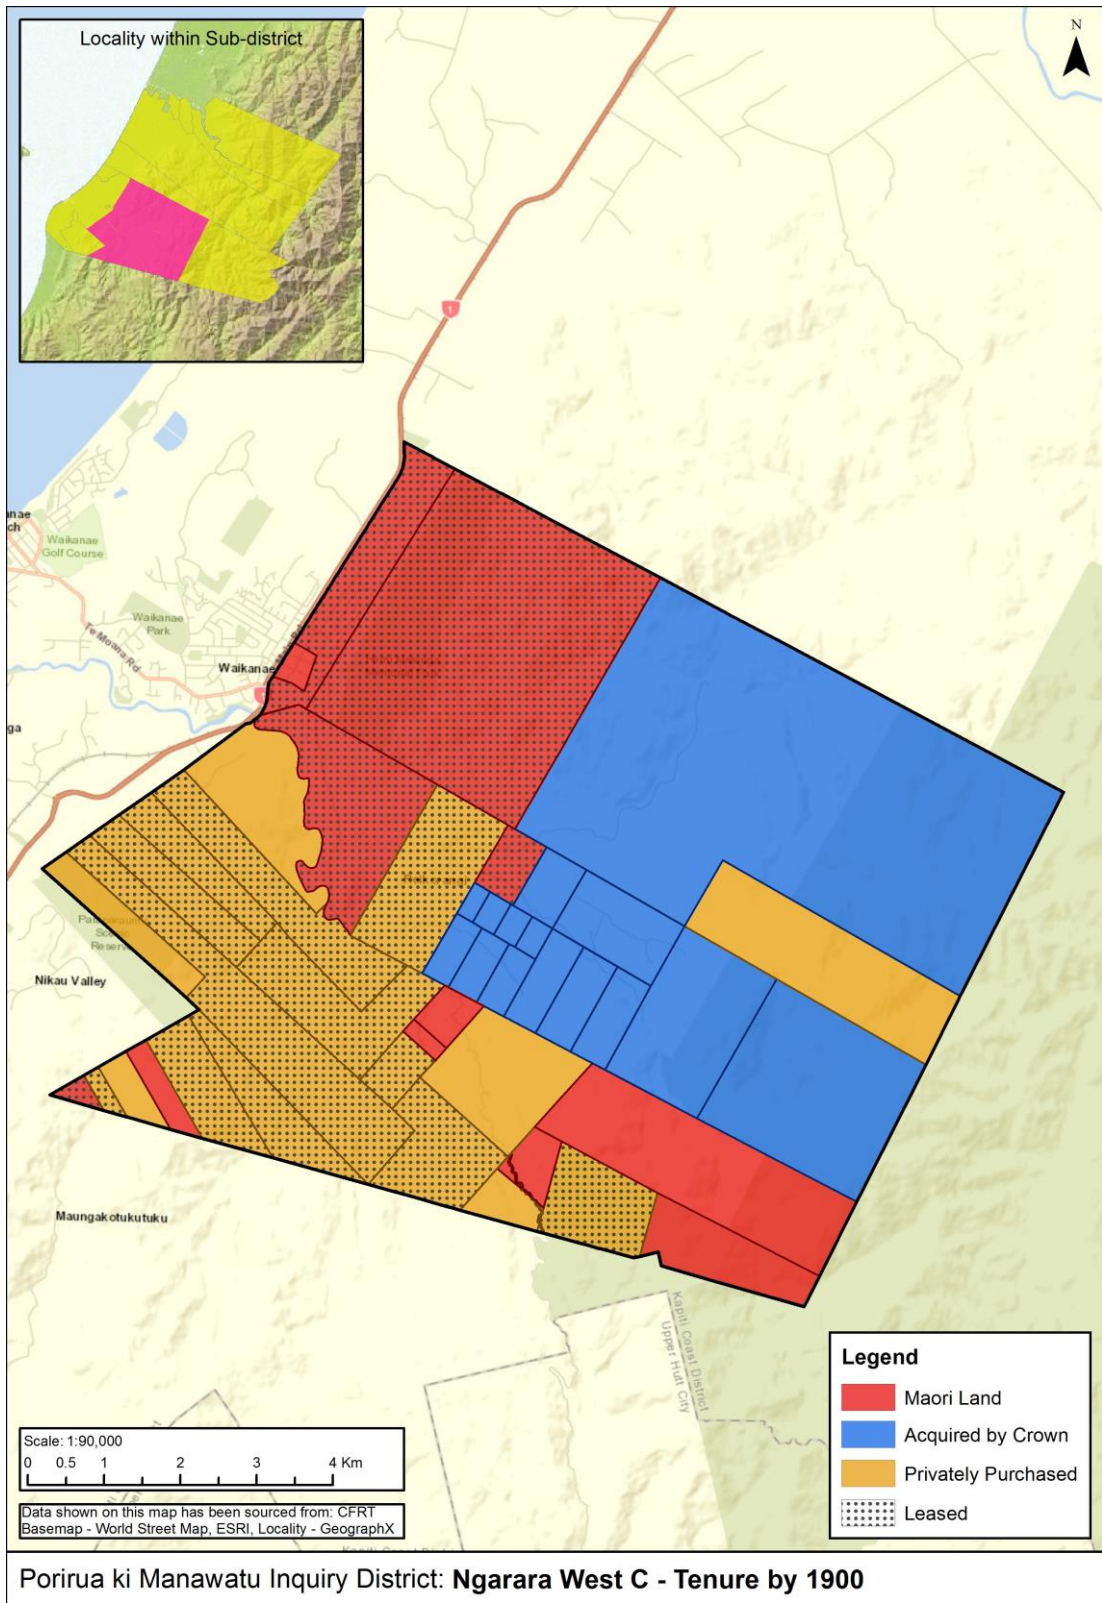 Locality within Sub-district
N
1
anae
ch
Waikanae
Golf Course
Waikanae
Park
Te Moana Rd
Waikanae
ga
Nikau Valley
Maungakotukutuku
Kapiti Coast District
Upper Hutt City
Legend
Maori Land
Acquired by Crown
Privately Purchased
Leased
Scale: 1:90,000
0 0.5 1 2 3 4 Km
Data shown on this map has been sourced from: CFRT
Basemap - World Street Map, ESRI, Locality - GeographX
Porirua ki Manawatu Inquiry District: Ngarara West C - Tenure by 1900